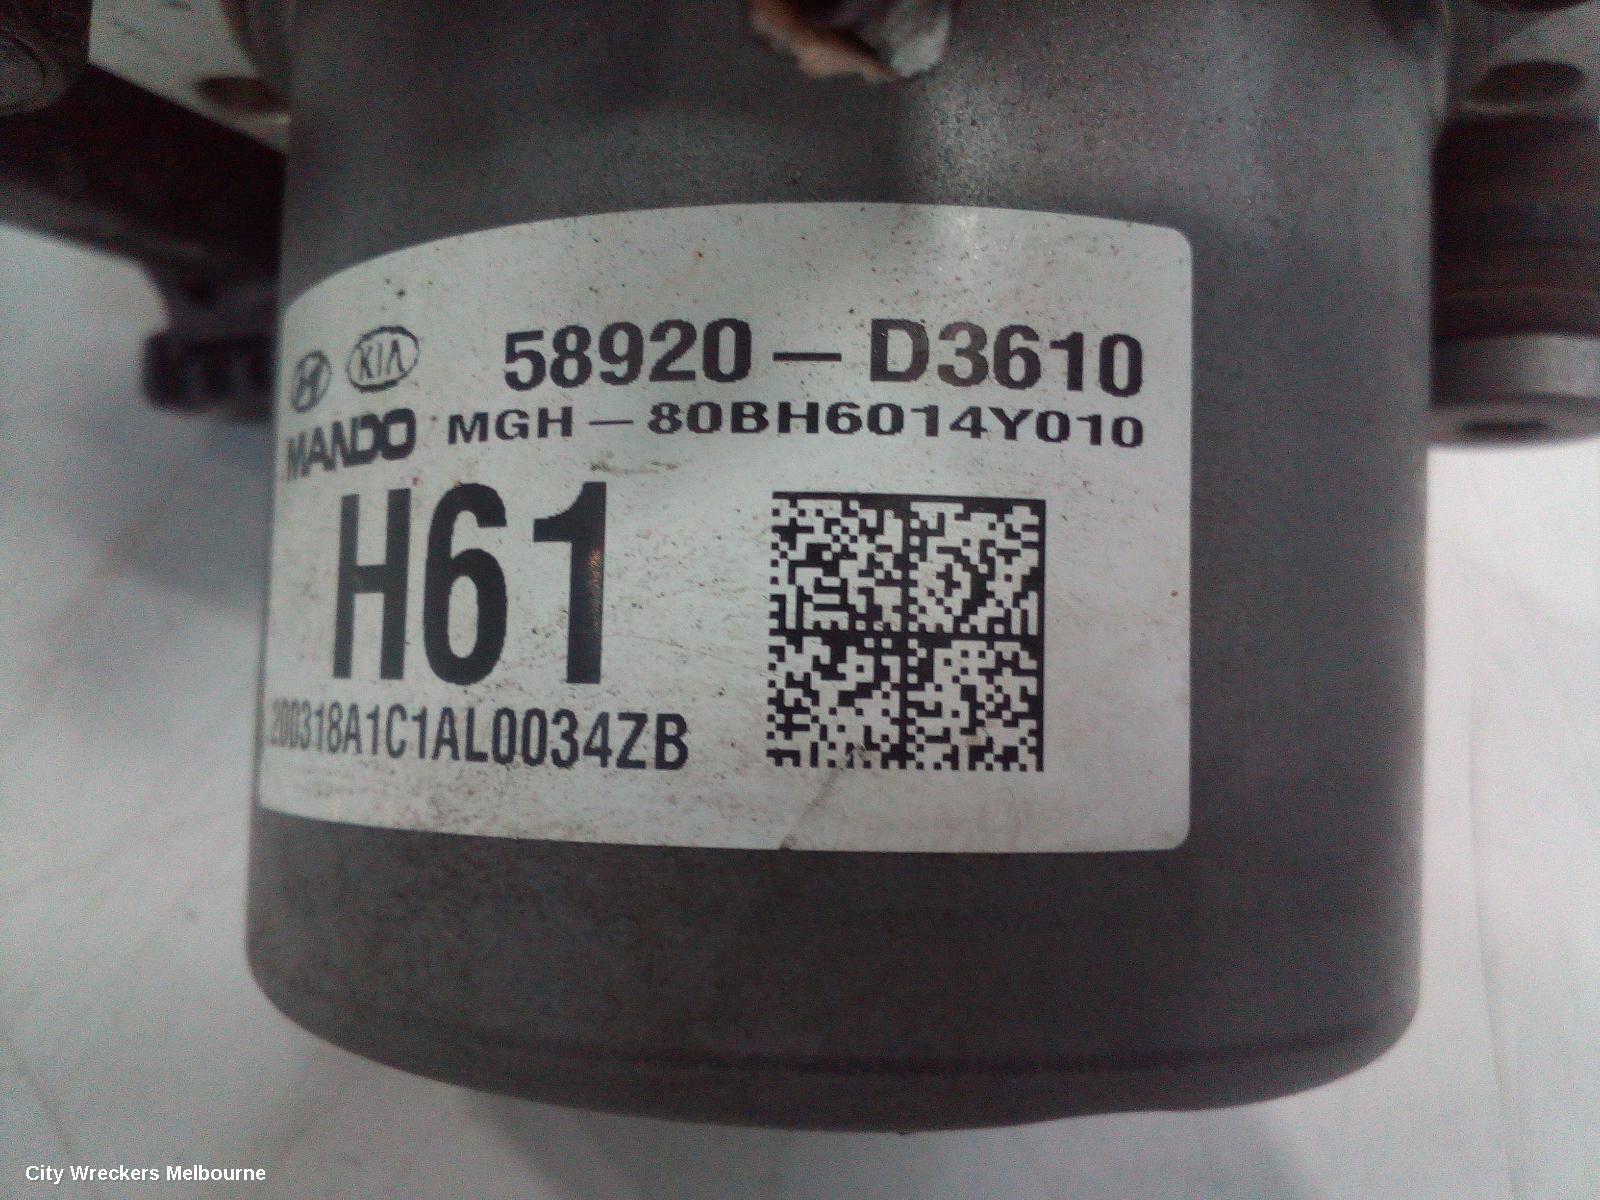 KIA 58920 - D3610
MANDO MGH - 80BH6014Y010
H61
200318A1C1AL0034ZB
City Wreckers Melbourne